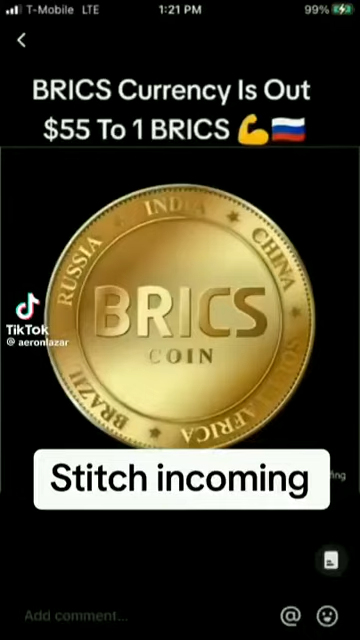 T-Mobile LTE 1:21 PM 99%
BRICS Currency Is Out
$55 To 1 BRICS 💪🇷🇺
INDIA
RUSSIA
CHINA
BRICS
COIN
BRAZIL
SOUTH AFRICA
TikTok
@ aeronlazar
Stitch incoming
Add comment...